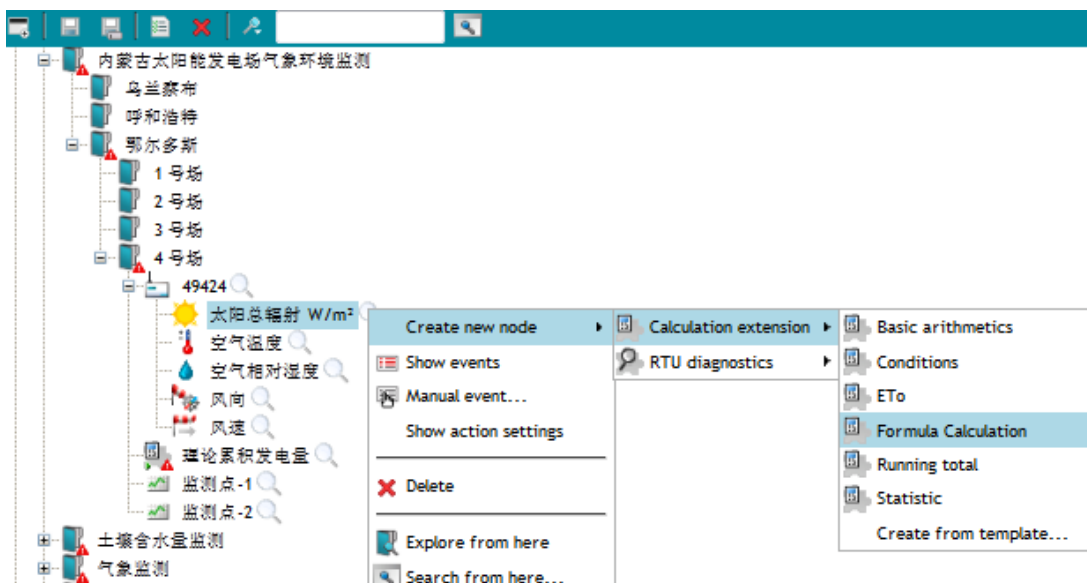 内蒙古太阳能发电场气象环境监测
乌兰察布
呼和浩特
鄂尔多斯
1 号场
2 号场
3 号场
4 号场
49424
太阳总辐射 W/m²
空气温度
空气相对湿度
风向
风速
理论累积发电量
监测点-1
监测点-2
土壤含水量监测
气象监测
Create new node
Show events
Manual event...
Show action settings
Delete
Explore from here
Search from here...
Calculation extension
RTU diagnostics
Basic arithmetics
Conditions
ETo
Formula Calculation
Running total
Statistic
Create from template...